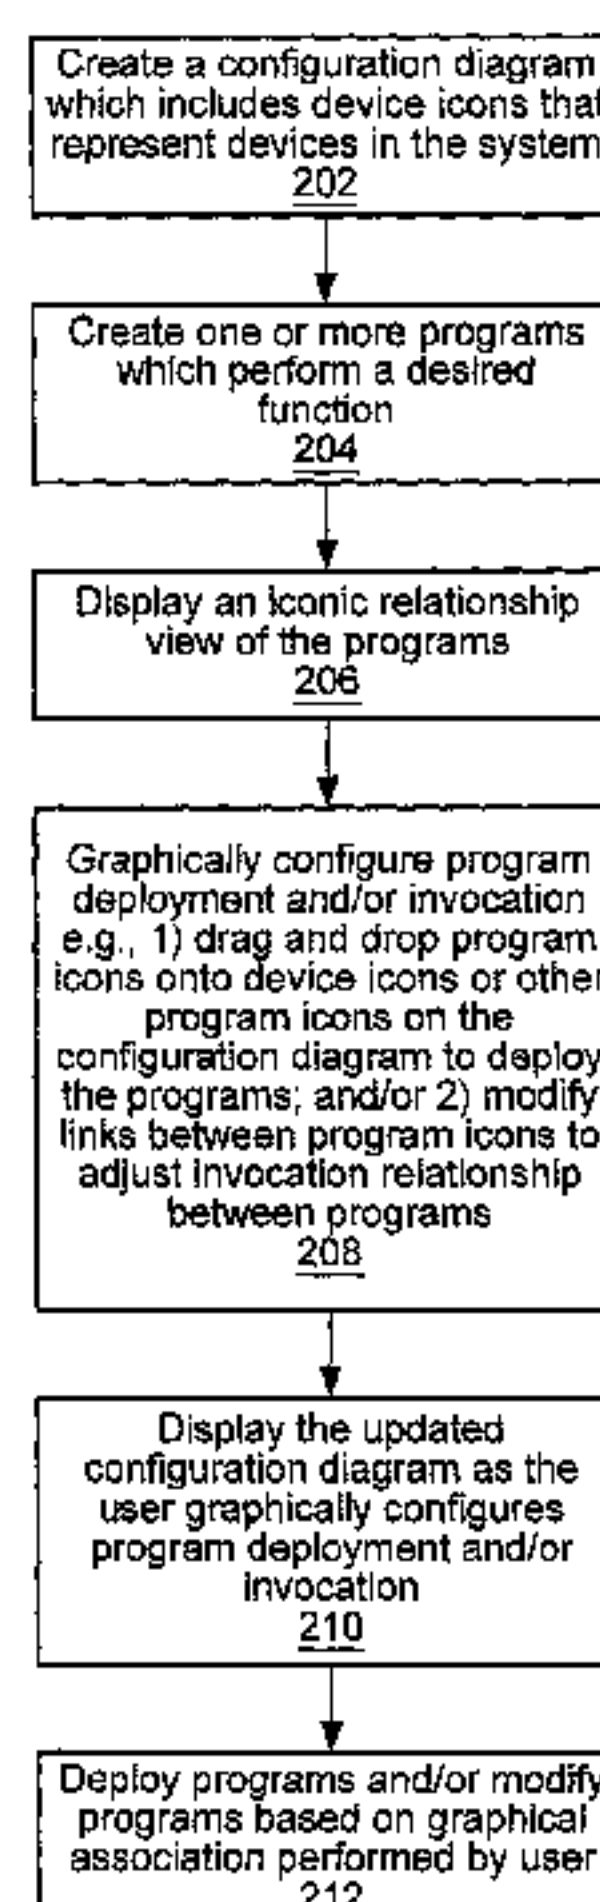 Create a configuration diagram
which includes device icons that
represent devices in the system
202
Create one or more programs
which perform a desired
function
204
Display an iconic relationship
view of the programs
206
Graphically configure program
deployment and/or invocation
e.g., 1) drag and drop program
icons onto device icons or other
program icons on the
configuration diagram to deploy
the programs; and/or 2) modify
links between program icons to
adjust invocation relationship
between programs
208
Display the updated
configuration diagram as the
user graphically configures
program deployment and/or
invocation
210
Deploy programs and/or modify
programs based on graphical
association performed by user
212